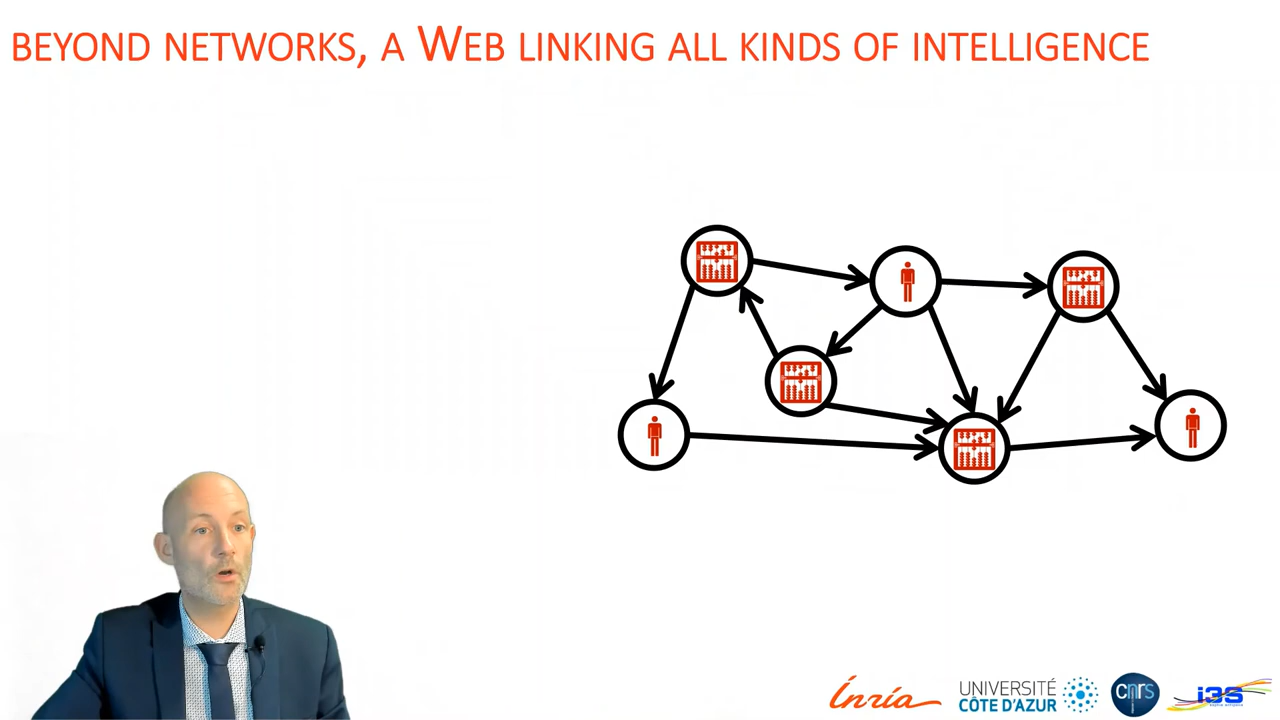 BEYOND NETWORKS, A WEB LINKING ALL KINDS OF INTELLIGENCE
Inria
UNIVERSITÉ
CÔTE D'AZUR
cnrs
i3S